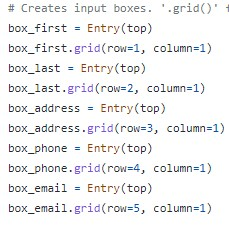 # Creates input boxes. '.grid()'
box_first = Entry(top)
box_first.grid(row=1, column=1)
box_last = Entry(top)
box_last.grid(row=2, column=1)
box_address = Entry(top)
box_address.grid(row=3, column=1)
box_phone = Entry(top)
box_phone.grid(row=4, column=1)
box_email = Entry(top)
box_email.grid(row=5, column=1)